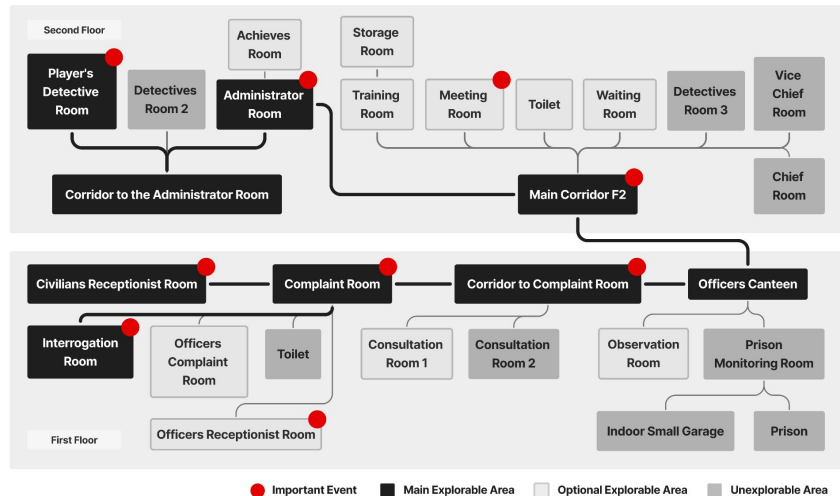 Second Floor
Player's
Detective
Room
Detectives
Room 2
Achieves
Room
Administrator
Room
Storage
Room
Training
Room
Meeting
Room
Toilet
Waiting
Room
Detectives
Room 3
Vice
Chief
Room
Corridor to the Administrator Room
Main Corridor F2
Chief
Room
Civilians Receptionist Room
Complaint Room
Corridor to Complaint Room
Officers Canteen
Interrogation
Room
Officers
Complaint
Room
Toilet
Consultation
Room 1
Consultation
Room 2
Observation
Room
Prison
Monitoring Room
Officers Receptionist Room
Indoor Small Garage
Prison
First Floor
Important Event
Main Explorable Area
Optional Explorable Area
Unexplorable Area